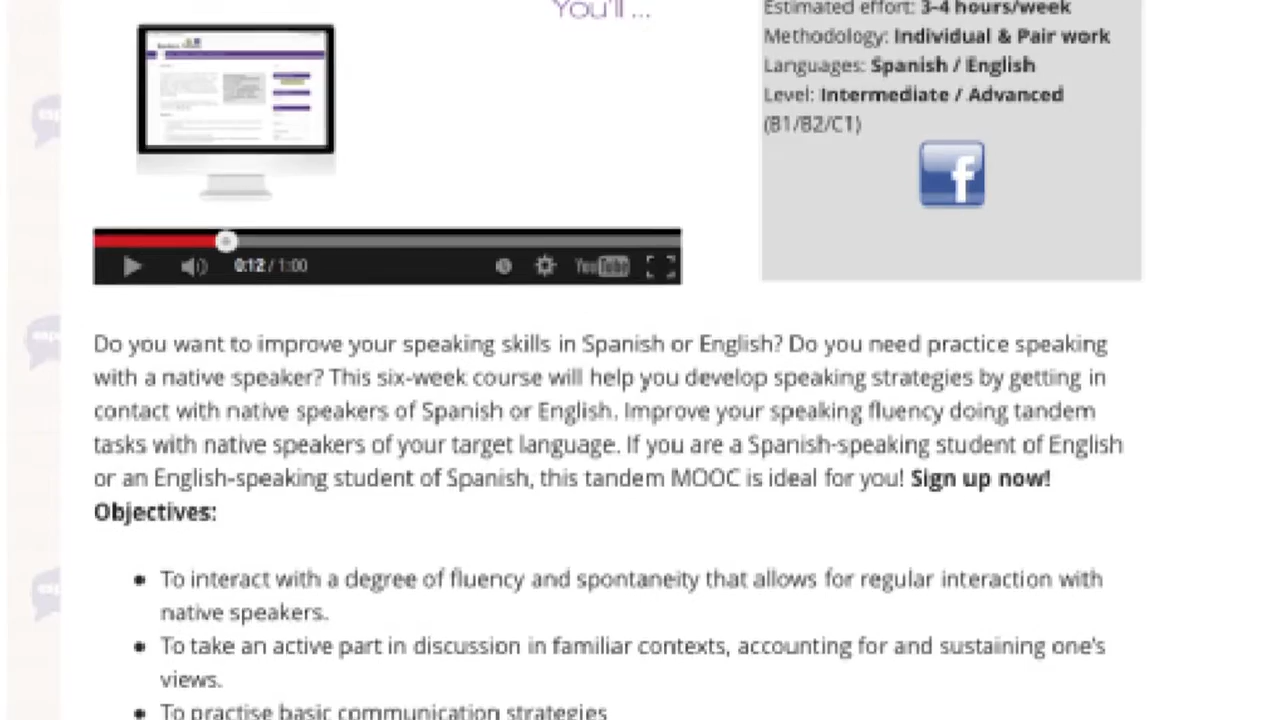 You'll ...
Estimated effort: 3-4 hours/week
Methodology: Individual & Pair work
Languages: Spanish / English
Level: Intermediate / Advanced
(B1/B2/C1)
f
0:12 / 1:00
YouTube
Do you want to improve your speaking skills in Spanish or English? Do you need practice speaking
with a native speaker? This six-week course will help you develop speaking strategies by getting in
contact with native speakers of Spanish or English. Improve your speaking fluency doing tandem
tasks with native speakers of your target language. If you are a Spanish-speaking student of English
or an English-speaking student of Spanish, this tandem MOOC is ideal for you! Sign up now!
Objectives:
• To interact with a degree of fluency and spontaneity that allows for regular interaction with
native speakers.
• To take an active part in discussion in familiar contexts, accounting for and sustaining one's
views.
• To practise basic communication strategies